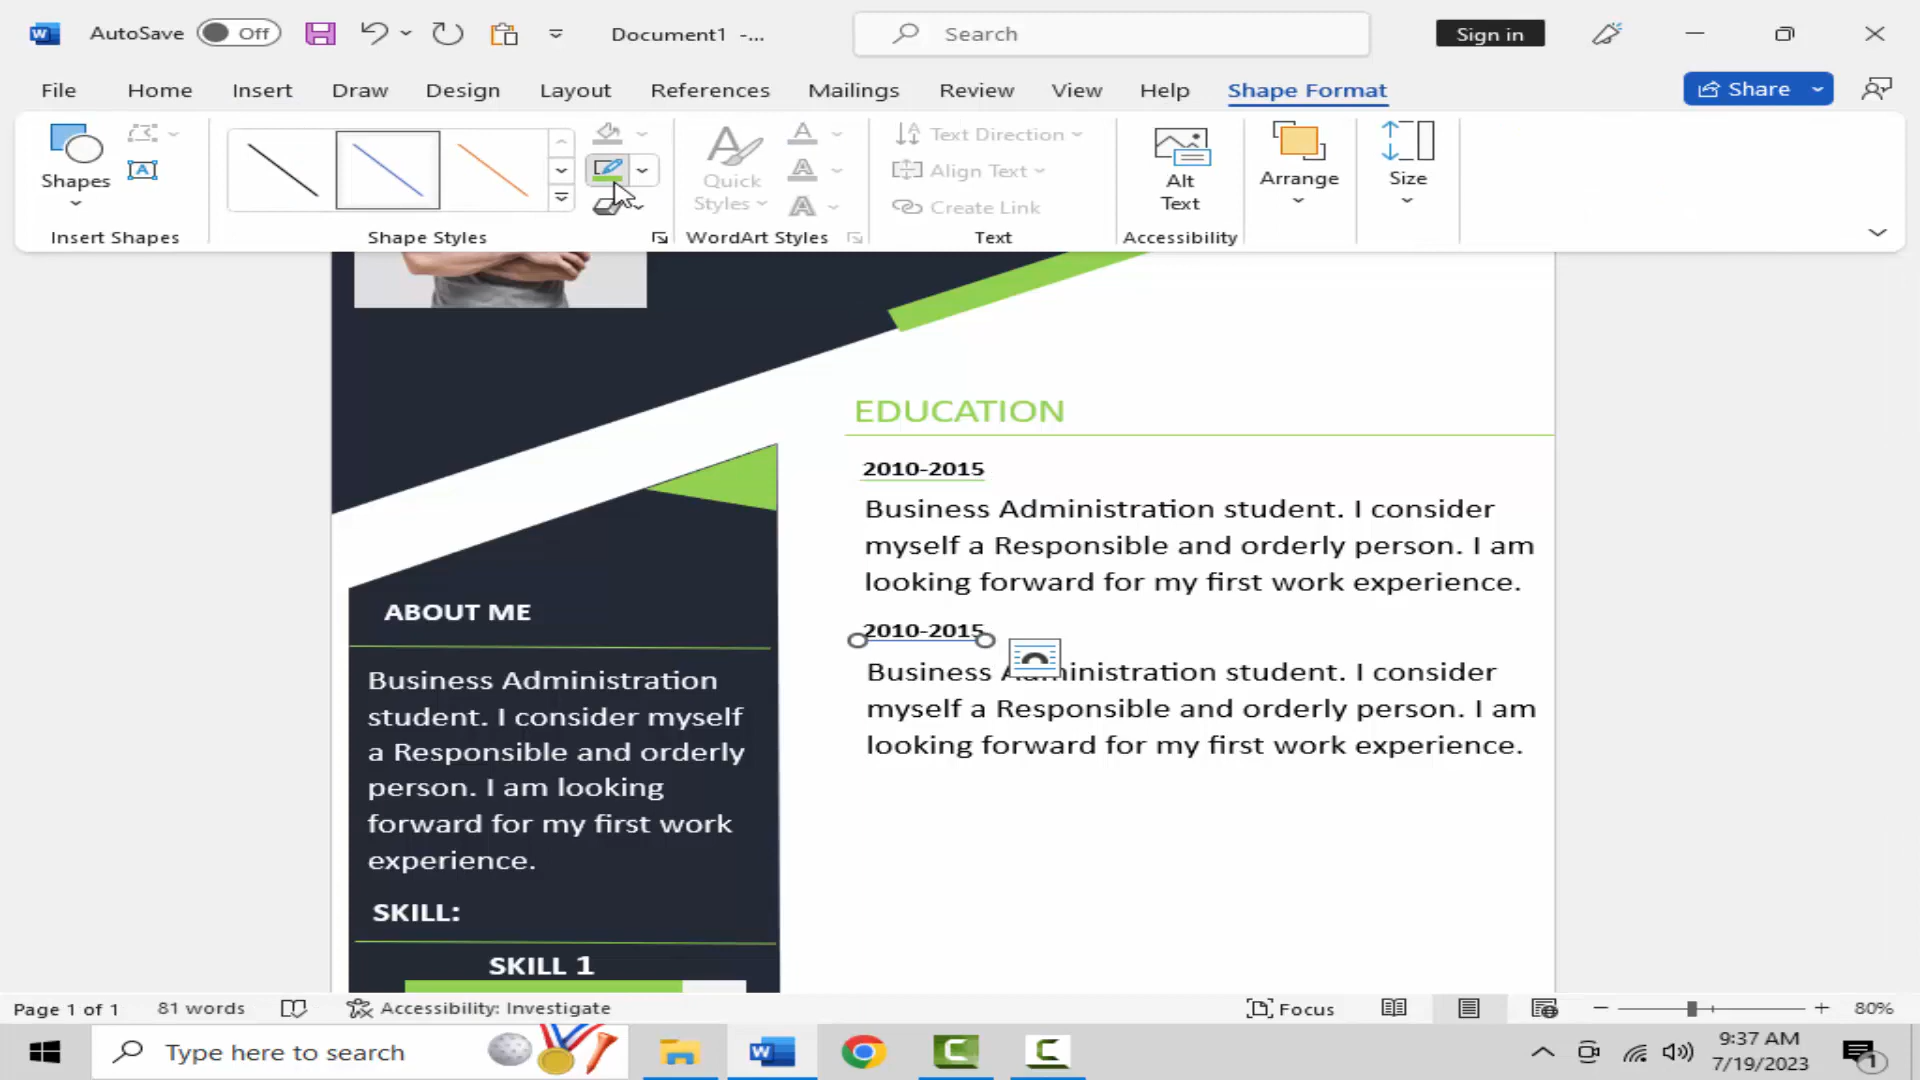 AutoSave Off Document1 -... Search Sign in
File Home Insert Draw Design Layout References Mailings Review View Help Shape Format Share
Shapes
Insert Shapes
Shape Styles
Quick
Styles
WordArt Styles
Text Direction
Align Text
Create Link
Text
Alt
Text
Accessibility
Arrange
Size
EDUCATION
2010-2015
Business Administration student. I consider
myself a Responsible and orderly person. I am
looking forward for my first work experience.
2010-2015
Business Administration student. I consider
myself a Responsible and orderly person. I am
looking forward for my first work experience.
ABOUT ME
Business Administration
student. I consider myself
a Responsible and orderly
person. I am looking
forward for my first work
experience.
SKILL:
SKILL 1
Page 1 of 1 81 words Accessibility: Investigate Focus 80%
Type here to search
9:37 AM
7/19/2023
1